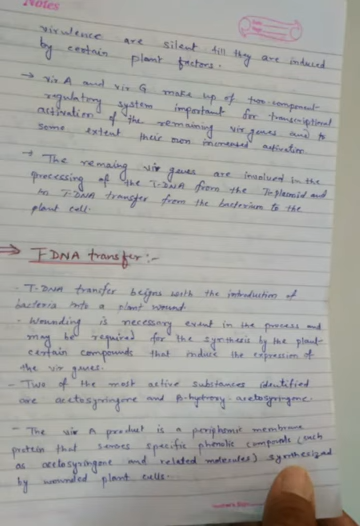 Notes
virulence are silent till they are induced
by certain plant factors.
→ vir A and vir G make up of two-component
regulatory system important for transcriptional
activation of the remaining vir genes and to
some extent their own increased activation.
→ The remaing vir genes are involved in the
processing of the T-DNA from the Ti plasmid and
in T-DNA transfer from the bacterium to the
plant cell.
→ T-DNA transfer:-
- T-DNA transfer begins with the introduction of
bacteria into a plant wound.
- Wounding is necessary event in the process and
may be required for the synthesis by the plant
certain compounds that induce the expression of
the vir genes.
- Two of the most active substances identified
are acetosyringone and
- The vir A product is a periplasmic membrane
protein that senses specific phenolic (such
as acetosyringone and related molecules) synthesized
by wounded plant cells...